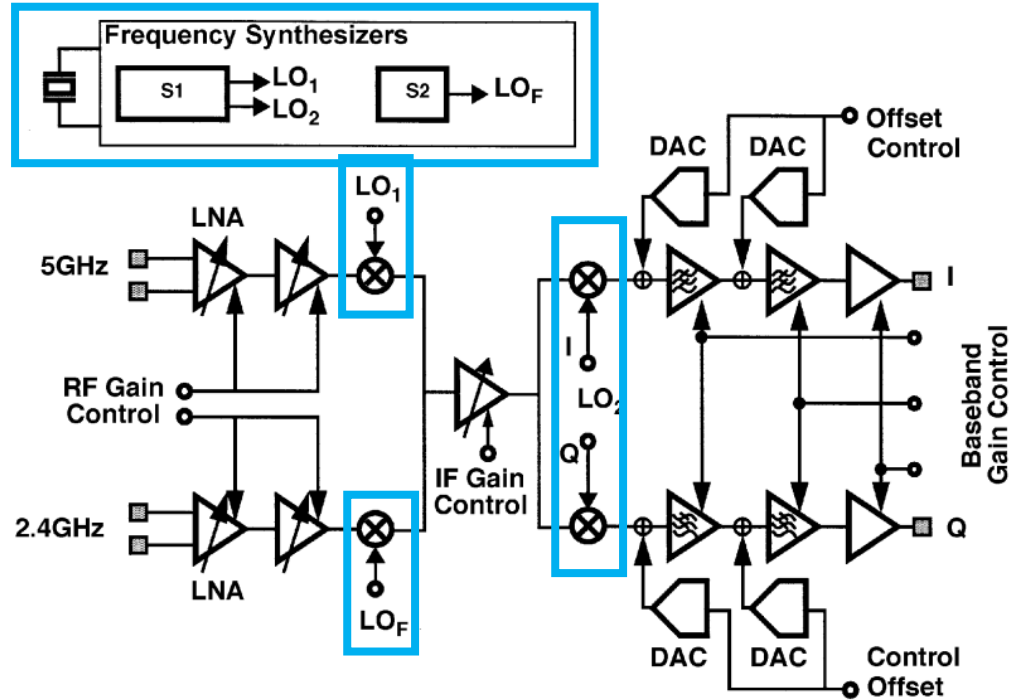 Frequency Synthesizers
S1
LO1
LO2
S2
LOF
DAC
DAC
Offset
Control
LO1
LNA
5GHz
I
I
LO2
RF Gain
Control
Q
IF Gain
Control
Baseband
Gain Control
2.4GHz
Q
LNA
LOF
DAC
DAC
Control
Offset